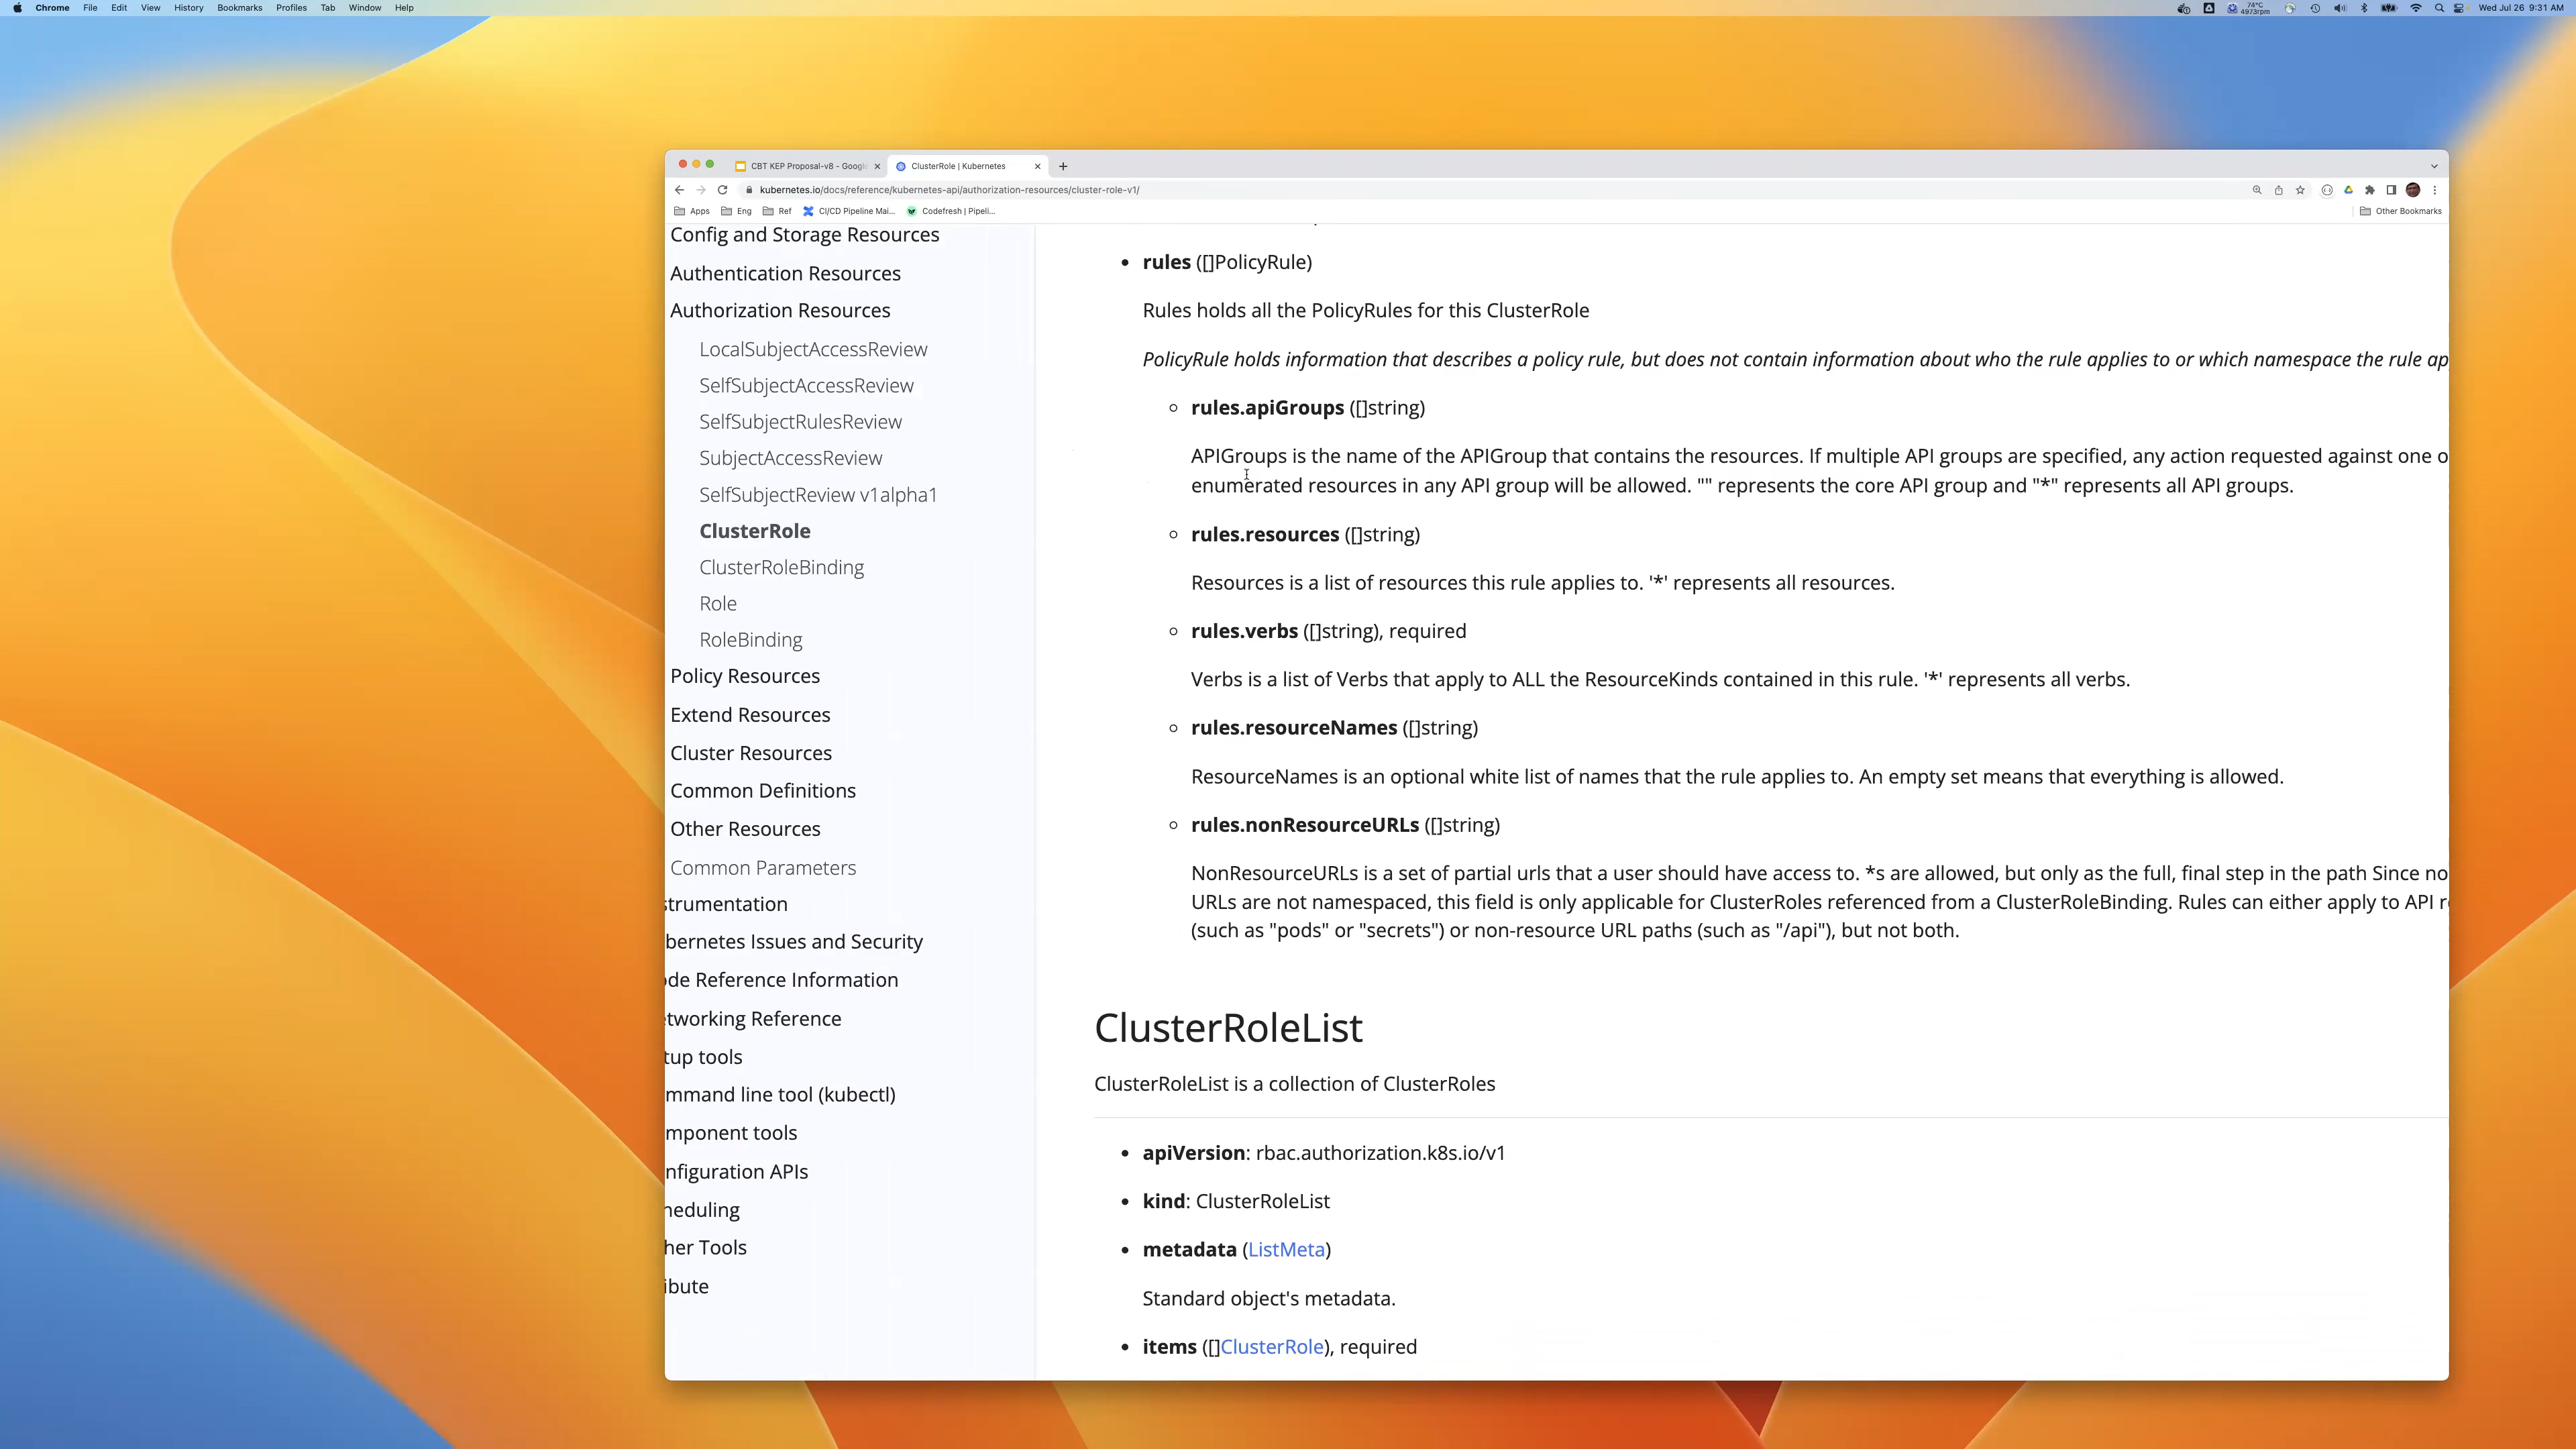 Chrome File Edit View History Bookmarks Profiles Tab Window Help
74°C
4973rpm
Wed Jul 26 9:31 AM
CBT KEP Proposal-v8 - Google
ClusterRole | Kubernetes
kubernetes.io/docs/reference/kubernetes-api/authorization-resources/cluster-role-v1/
Apps Eng Ref CI/CD Pipeline Mai... Codefresh | Pipeli... Other Bookmarks
Config and Storage Resources
Authentication Resources
Authorization Resources
LocalSubjectAccessReview
SelfSubjectAccessReview
SelfSubjectRulesReview
SubjectAccessReview
SelfSubjectReview v1alpha1
ClusterRole
ClusterRoleBinding
Role
RoleBinding
Policy Resources
Extend Resources
Cluster Resources
Common Definitions
Other Resources
Common Parameters
strumentation
bernetes Issues and Security
de Reference Information
tworking Reference
tup tools
mmand line tool (kubectl)
mponent tools
nfiguration APIs
heduling
her Tools
ibute
• rules ([]PolicyRule)
Rules holds all the PolicyRules for this ClusterRole
PolicyRule holds information that describes a policy rule, but does not contain information about who the rule applies to or which namespace the rule ap
○ rules.apiGroups ([]string)
APIGroups is the name of the APIGroup that contains the resources. If multiple API groups are specified, any action requested against one o
enumerated resources in any API group will be allowed. "" represents the core API group and "*" represents all API groups.
○ rules.resources ([]string)
Resources is a list of resources this rule applies to. '*' represents all resources.
○ rules.verbs ([]string), required
Verbs is a list of Verbs that apply to ALL the ResourceKinds contained in this rule. '*' represents all verbs.
○ rules.resourceNames ([]string)
ResourceNames is an optional white list of names that the rule applies to. An empty set means that everything is allowed.
○ rules.nonResourceURLs ([]string)
NonResourceURLs is a set of partial urls that a user should have access to. *s are allowed, but only as the full, final step in the path Since no
URLs are not namespaced, this field is only applicable for ClusterRoles referenced from a ClusterRoleBinding. Rules can either apply to API r
(such as "pods" or "secrets") or non-resource URL paths (such as "/api"), but not both.
ClusterRoleList
ClusterRoleList is a collection of ClusterRoles
• apiVersion: rbac.authorization.k8s.io/v1
• kind: ClusterRoleList
• metadata (ListMeta)
Standard object's metadata.
• items ([]ClusterRole), required